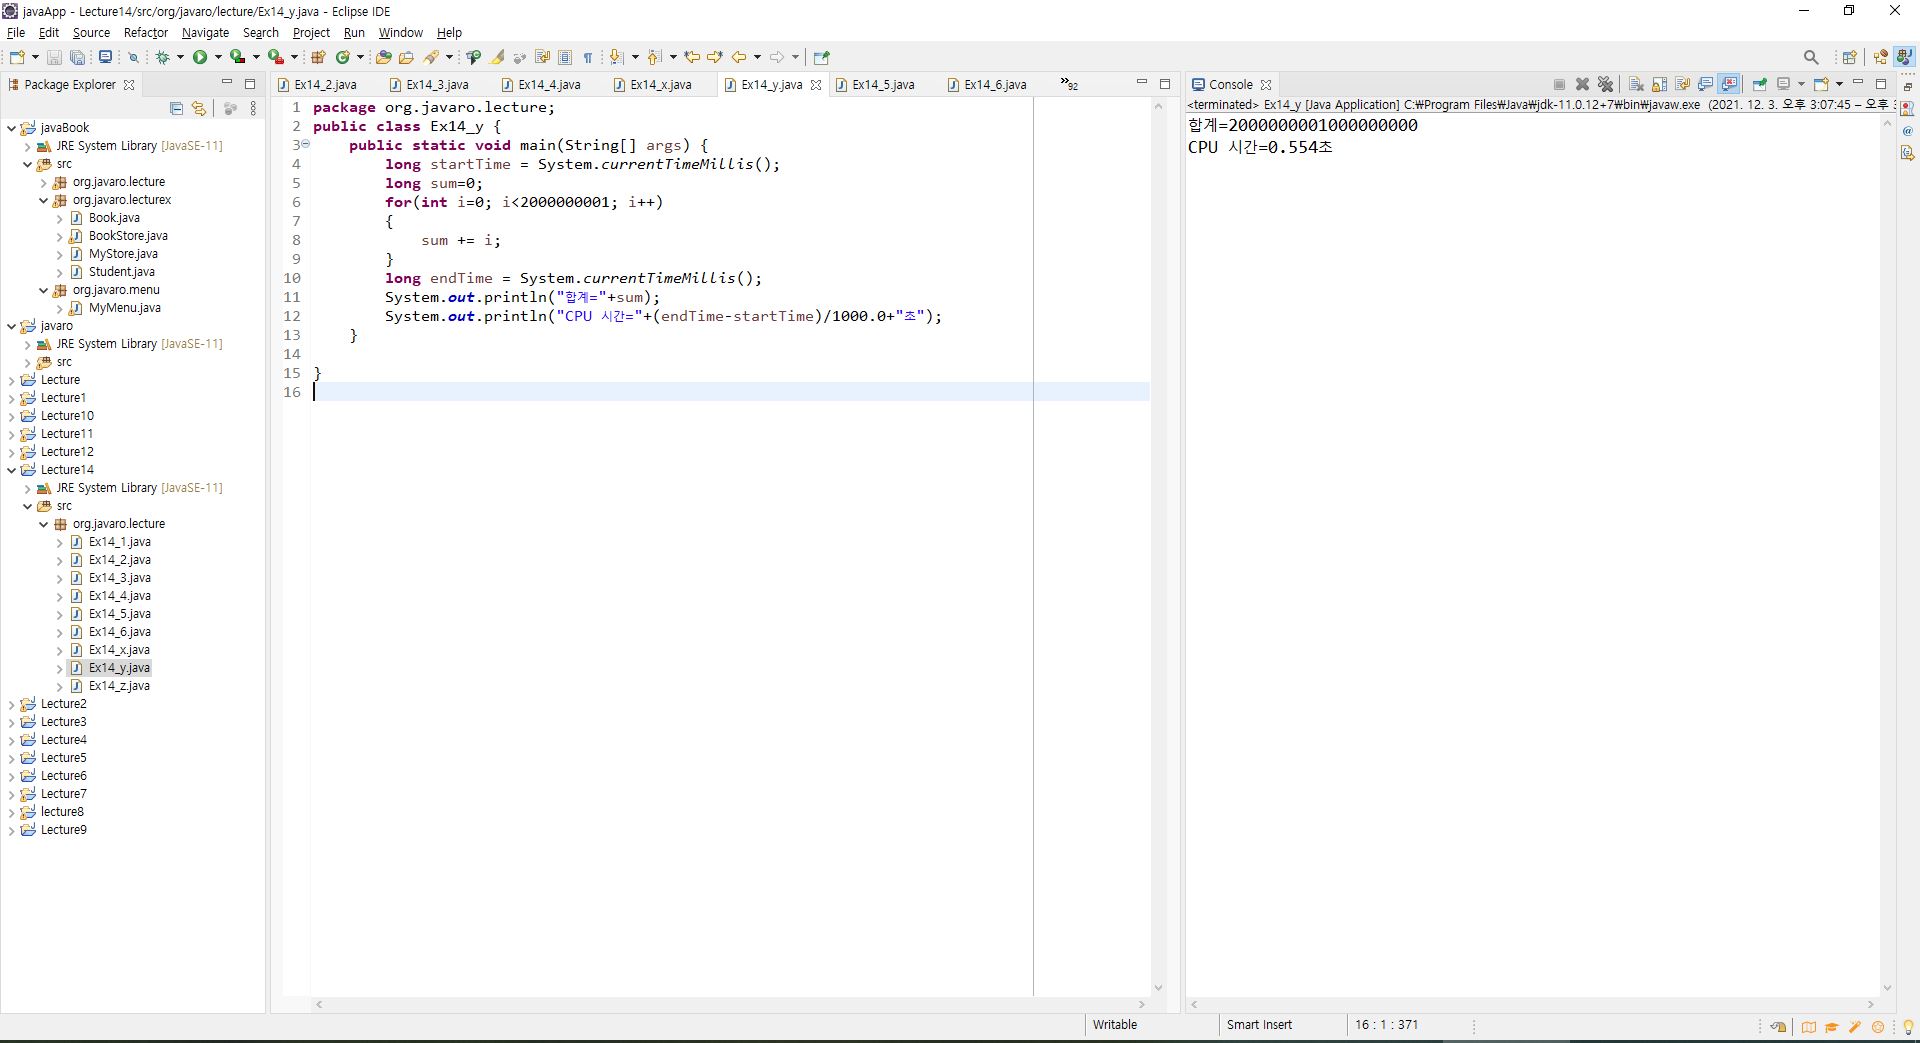 javaApp - Lecture14/src/org/javaro/lecture/Ex14_y.java - Eclipse IDE
File Edit Source Refactor Navigate Search Project Run Window Help
Package Explorer
javaBook
JRE System Library [JavaSE-11]
src
org.javaro.lecture
org.javaro.lecturex
Book.java
BookStore.java
MyStore.java
Student.java
org.javaro.menu
MyMenu.java
javaro
JRE System Library [JavaSE-11]
src
Lecture
Lecture1
Lecture10
Lecture11
Lecture12
Lecture14
JRE System Library [JavaSE-11]
src
org.javaro.lecture
Ex14_1.java
Ex14_2.java
Ex14_3.java
Ex14_4.java
Ex14_5.java
Ex14_6.java
Ex14_x.java
Ex14_y.java
Ex14_z.java
Lecture2
Lecture3
Lecture4
Lecture5
Lecture6
Lecture7
lecture8
Lecture9
Ex14_2.java Ex14_3.java Ex14_4.java Ex14_x.java Ex14_y.java Ex14_5.java Ex14_6.java »92
1 package org.javaro.lecture;
2 public class Ex14_y {
3 public static void main(String[] args) {
4 long startTime = System.currentTimeMillis();
5 long sum=0;
6 for(int i=0; i<2000000001; i++)
7 {
8 sum += i;
9 }
10 long endTime = System.currentTimeMillis();
11 System.out.println("합계="+sum);
12 System.out.println("CPU 시간="+(endTime-startTime)/1000.0+"초");
13 }
14
15 }
16
Console
<terminated> Ex14_y [Java Application] C:₩Program Files₩Java₩jdk-11.0.12+7₩bin₩javaw.exe (2021. 12. 3. 오후 3:07:45 – 오후 3
합계=2000000001000000000
CPU 시간=0.554초
Writable Smart Insert 16 : 1 : 371